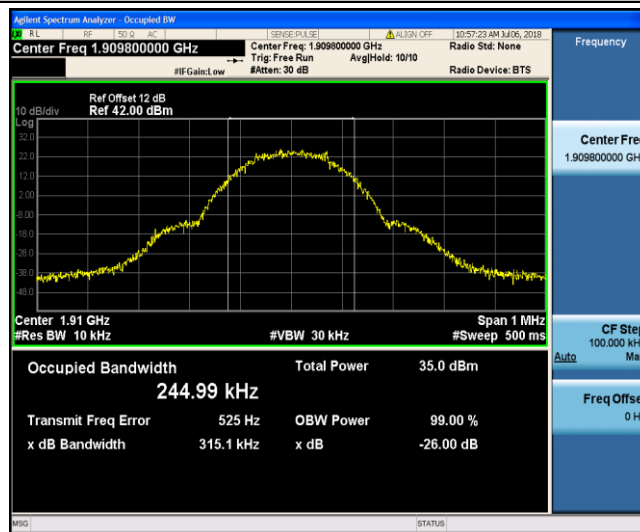 Agilent Spectrum Analyzer - Occupied BW
RL RF 50 Ω AC SENSE:PULSE ALIGN OFF 10:57:23 AM Jul 06, 2018
Center Freq 1.909800000 GHz
Center Freq: 1.909800000 GHz Radio Std: None
Trig: Free Run Avg|Hold: 10/10
#IFGain:Low #Atten: 30 dB Radio Device: BTS
Ref Offset 12 dB
10 dB/div Ref 42.00 dBm
Log
32.0
22.0
12.0
2.00
-8.00
-18.0
-28.0
-38.0
-48.0
Center 1.91 GHz Span 1 MHz
#Res BW 10 kHz #VBW 30 kHz #Sweep 500 ms
Occupied Bandwidth Total Power 35.0 dBm
244.99 kHz
Transmit Freq Error 525 Hz OBW Power 99.00 %
x dB Bandwidth 315.1 kHz x dB -26.00 dB
MSG STATUS
Frequency
Center Fre
1.909800000 GH
CF Step
100.000 kH
Auto Ma
Freq Offse
0 H